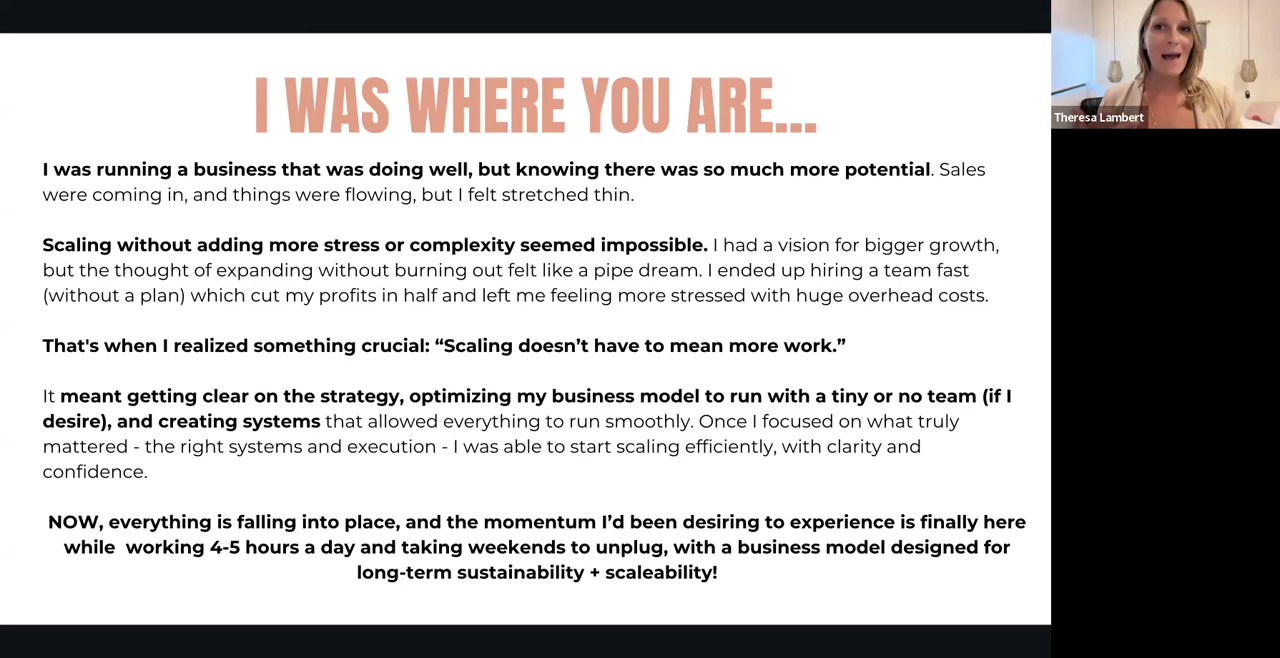 I WAS WHERE YOU ARE...
Theresa Lambert
I was running a business that was doing well, but knowing there was so much more potential. Sales
were coming in, and things were flowing, but I felt stretched thin.
Scaling without adding more stress or complexity seemed impossible. I had a vision for bigger growth,
but the thought of expanding without burning out felt like a pipe dream. I ended up hiring a team fast
(without a plan) which cut my profits in half and left me feeling more stressed with huge overhead costs.
That's when I realized something crucial: “Scaling doesn’t have to mean more work.”
It meant getting clear on the strategy, optimizing my business model to run with a tiny or no team (if I
desire), and creating systems that allowed everything to run smoothly. Once I focused on what truly
mattered - the right systems and execution - I was able to start scaling efficiently, with clarity and
confidence.
NOW, everything is falling into place, and the momentum I’d been desiring to experience is finally here
while  working 4-5 hours a day and taking weekends to unplug, with a business model designed for
long-term sustainability + scaleability!